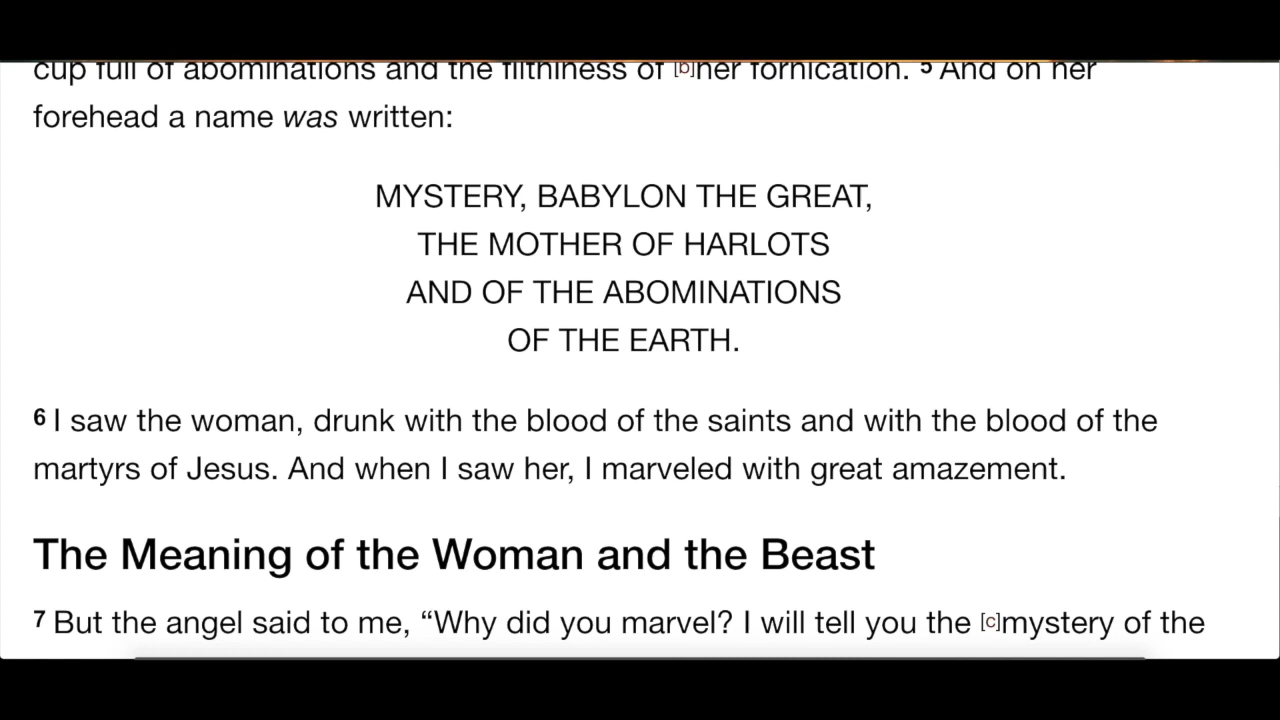 cup full of abominations and the filthiness of [b]her fornication. 5 And on her
forehead a name was written:
MYSTERY, BABYLON THE GREAT,
THE MOTHER OF HARLOTS
AND OF THE ABOMINATIONS
OF THE EARTH.
6 I saw the woman, drunk with the blood of the saints and with the blood of the
martyrs of Jesus. And when I saw her, I marveled with great amazement.
The Meaning of the Woman and the Beast
7 But the angel said to me, “Why did you marvel? I will tell you the [c]mystery of the